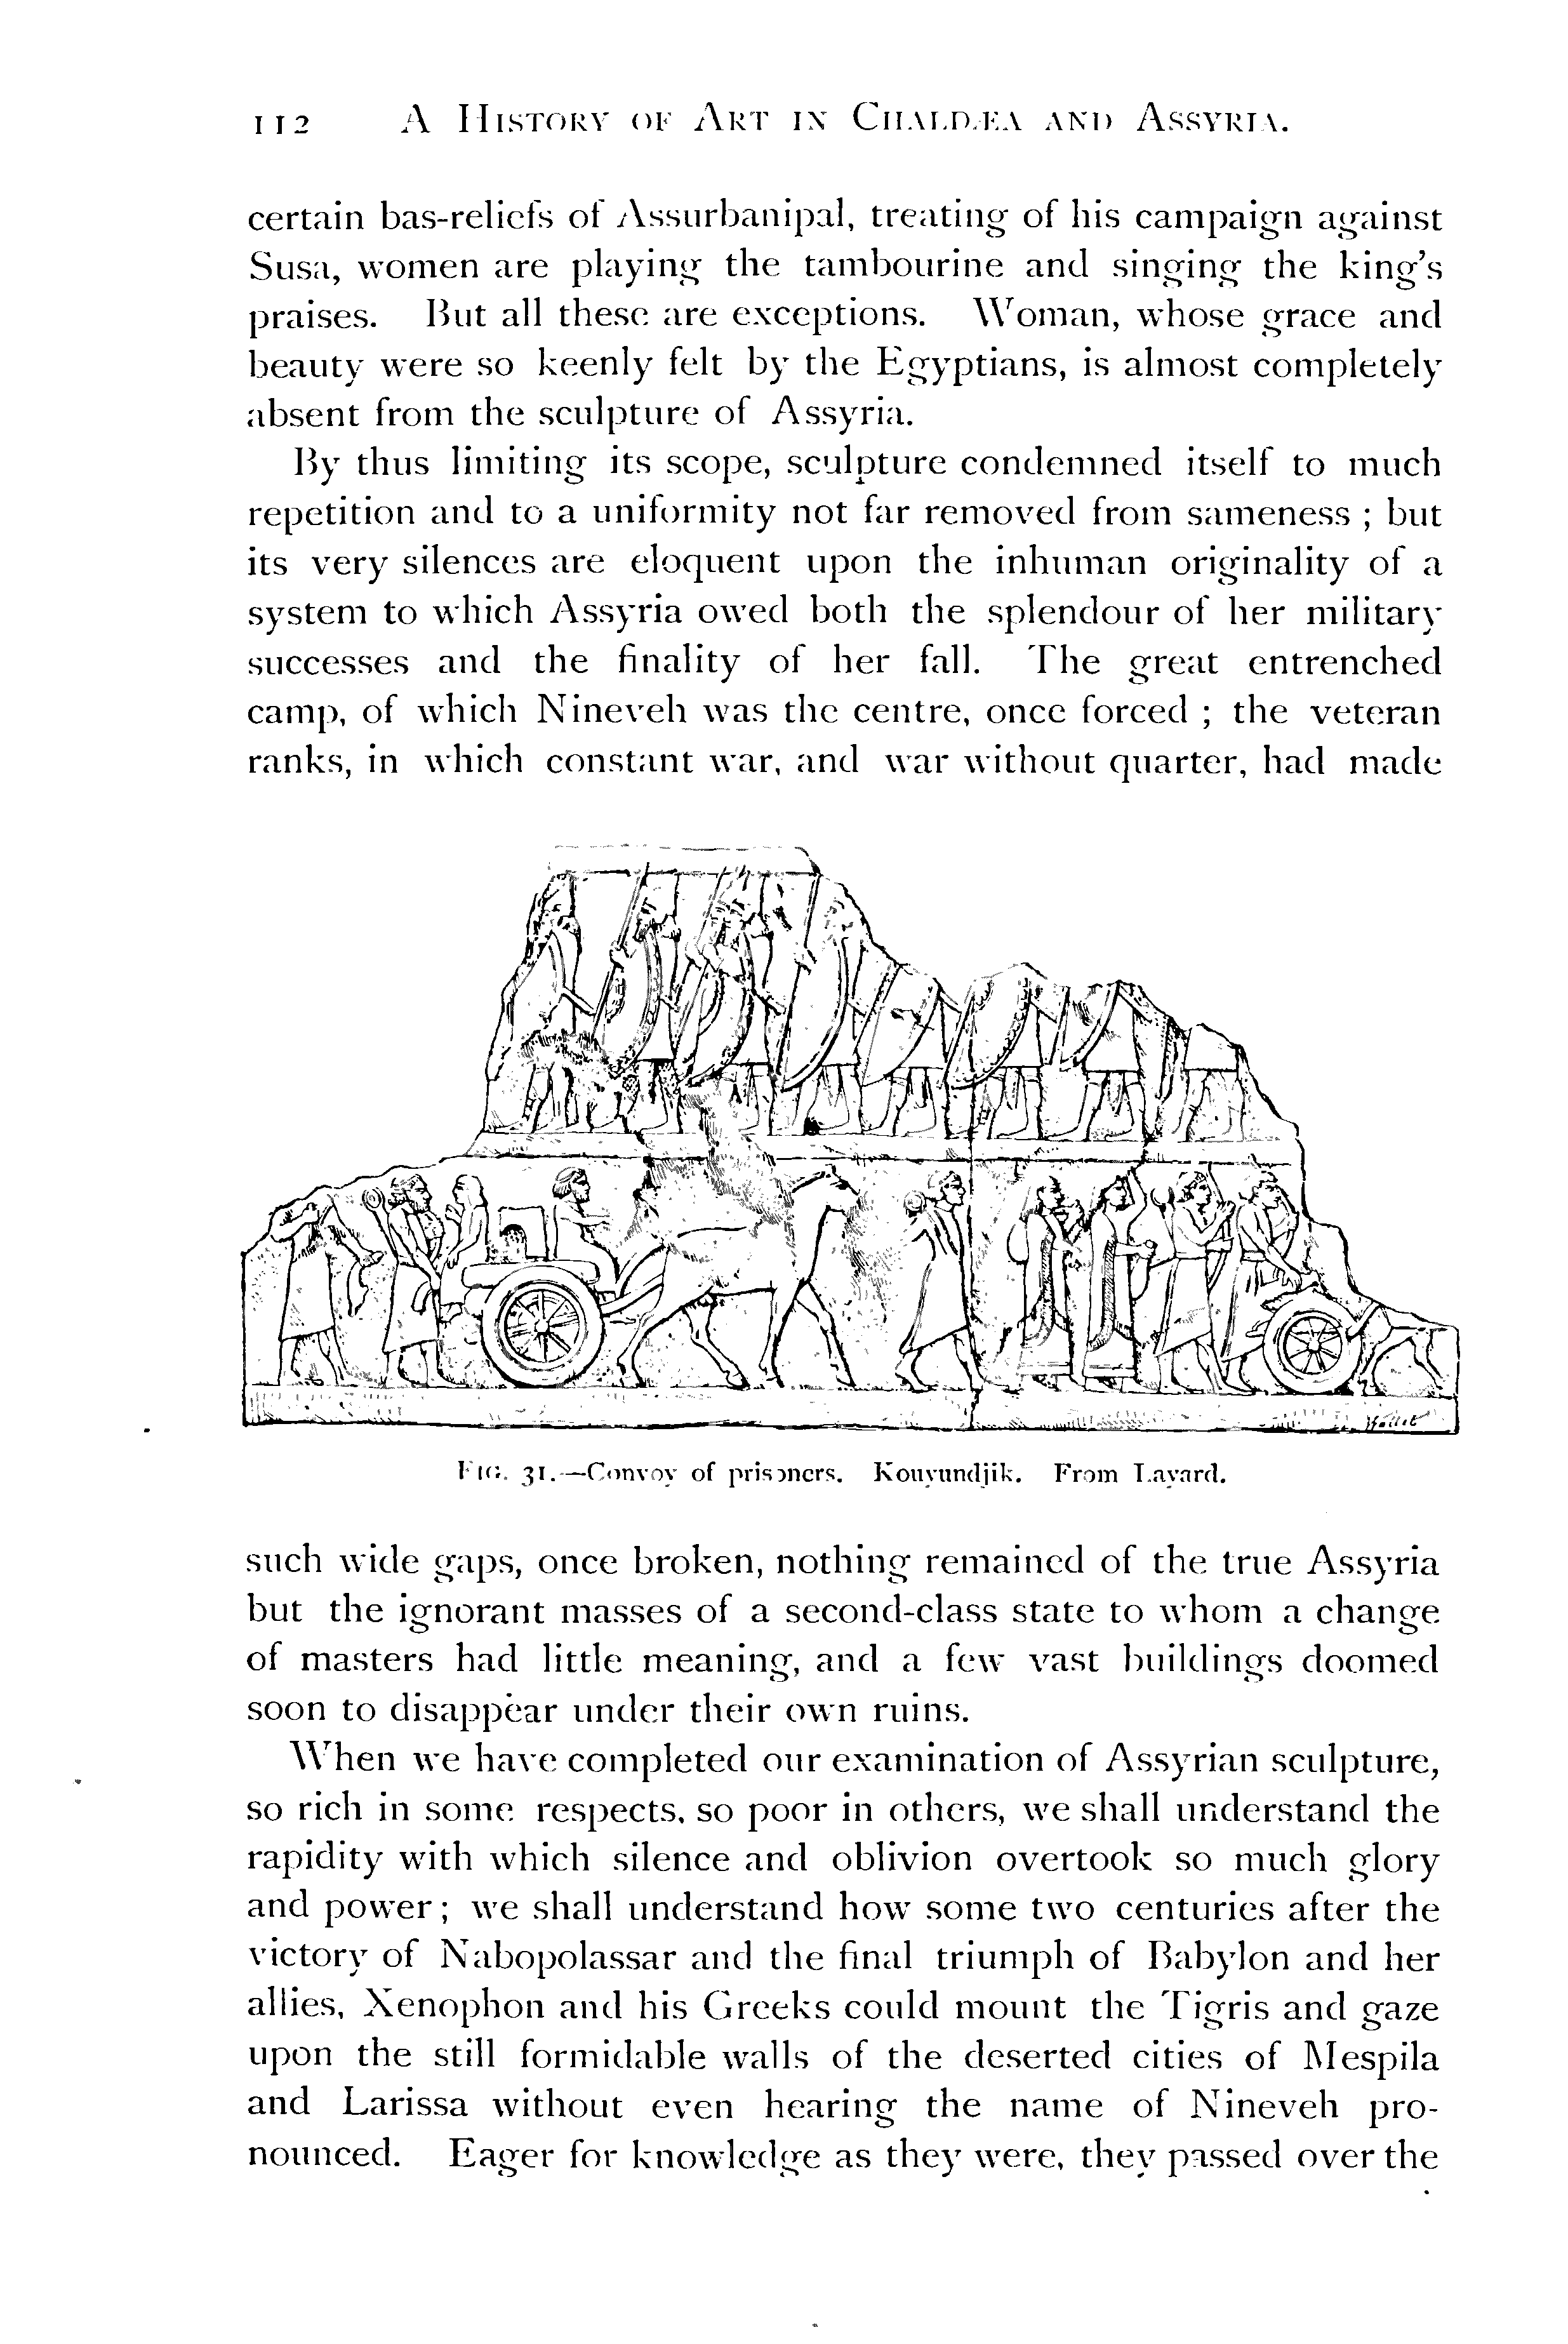 112 A History of Art in Chaldæa and Assyria.
certain bas-reliefs of Assurbanipal, treating of his campaign against
Susa, women are playing the tambourine and singing the king's
praises. But all these are exceptions. Woman, whose grace and
beauty were so keenly felt by the Egyptians, is almost completely
absent from the sculpture of Assyria.
By thus limiting its scope, sculpture condemned itself to much
repetition and to a uniformity not far removed from sameness ; but
its very silences are eloquent upon the inhuman originality of a
system to which Assyria owed both the splendour of her military
successes and the finality of her fall. The great entrenched
camp, of which Nineveh was the centre, once forced ; the veteran
ranks, in which constant war, and war without quarter, had made
Wallet
Fig. 31.—Convoy of prisoners. Kouyundjik. From Layard.
such wide gaps, once broken, nothing remained of the true Assyria
but the ignorant masses of a second-class state to whom a change
of masters had little meaning, and a few vast buildings doomed
soon to disappear under their own ruins.
When we have completed our examination of Assyrian sculpture,
so rich in some respects, so poor in others, we shall understand the
rapidity with which silence and oblivion overtook so much glory
and power ; we shall understand how some two centuries after the
victory of Nabopolassar and the final triumph of Babylon and her
allies, Xenophon and his Greeks could mount the Tigris and gaze
upon the still formidable walls of the deserted cities of Mespila
and Larissa without even hearing the name of Nineveh pro-
nounced. Eager for knowledge as they were, they passed over the